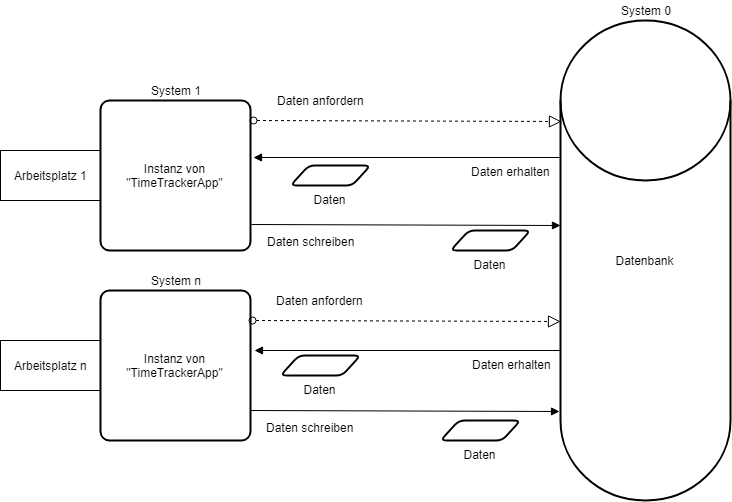 System 0
System 1
Daten anfordern
Arbeitsplatz 1
Instanz von
"TimeTrackerApp"
Daten erhalten
Daten
Daten schreiben
Daten
Datenbank
System n
Daten anfordern
Arbeitsplatz n
Instanz von
"TimeTrackerApp"
Daten erhalten
Daten
Daten schreiben
Daten